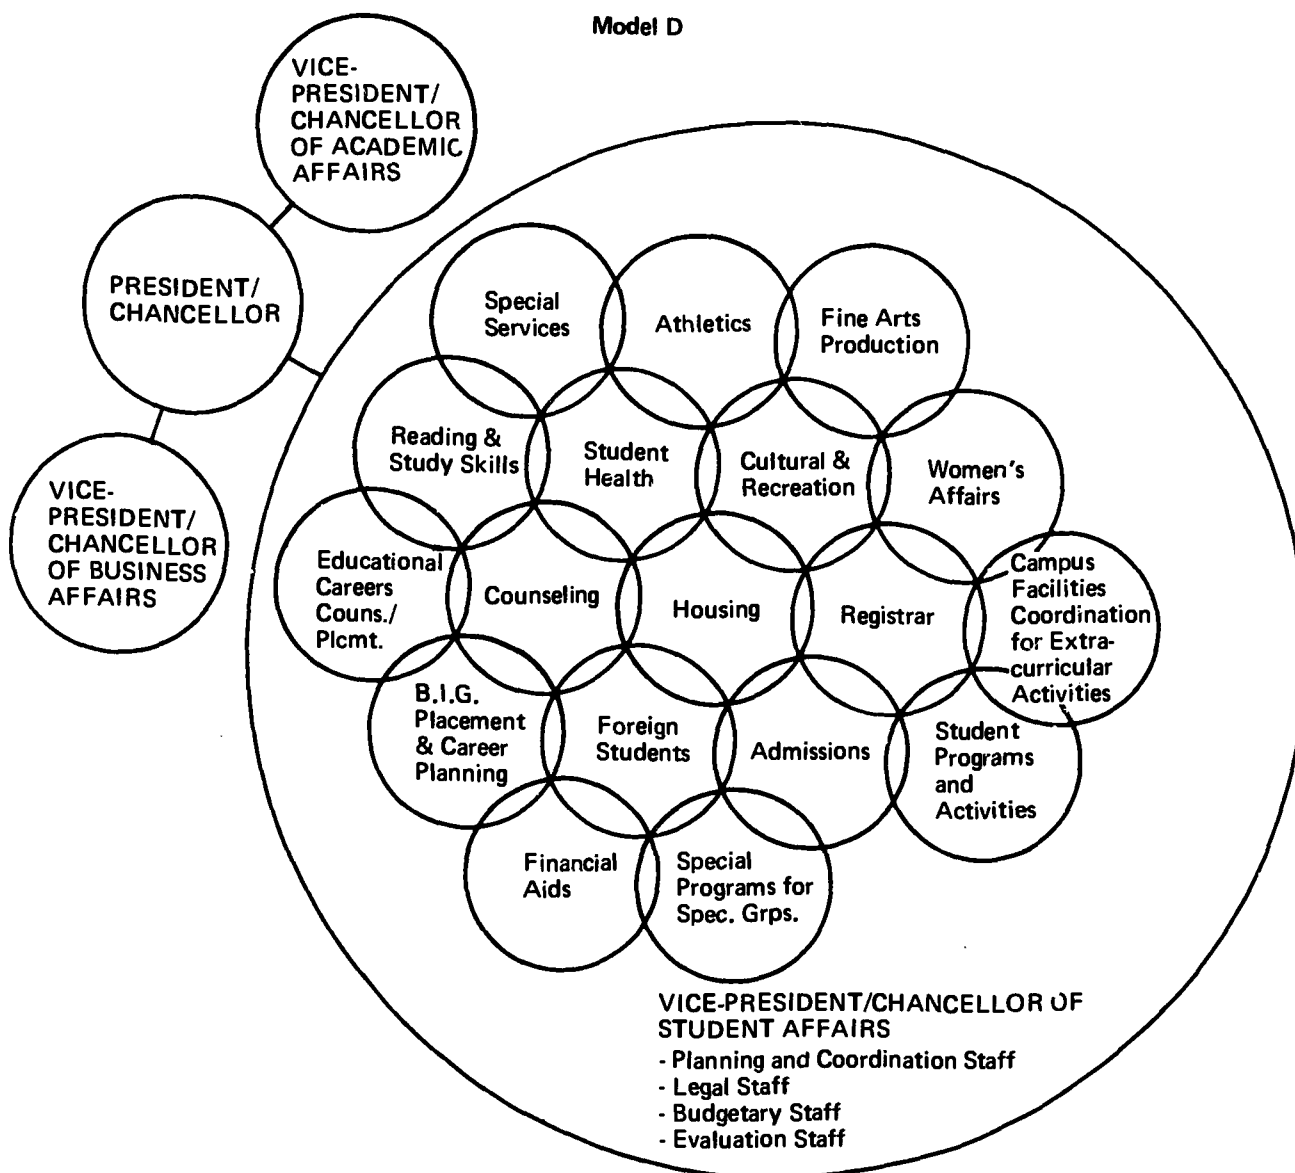 Model D
VICE-
PRESIDENT/
CHANCELLOR
OF ACADEMIC
AFFAIRS
PRESIDENT/
CHANCELLOR
VICE-
PRESIDENT/
CHANCELLOR
OF BUSINESS
AFFAIRS
Special
Services
Athletics
Fine Arts
Production
Reading &
Study Skills
Student
Health
Cultural &
Recreation
Women's
Affairs
Educational
Careers
Couns./
Plcmt.
Counseling
Housing
Registrar
Campus
Facilities
Coordination
for Extra-
curricular
Activities
B.I.G.
Placement
& Career
Planning
Foreign
Students
Admissions
Student
Programs
and
Activities
Financial
Aids
Special
Programs for
Spec. Grps.
VICE-PRESIDENT/CHANCELLOR OF
STUDENT AFFAIRS
- Planning and Coordination Staff
- Legal Staff
- Budgetary Staff
- Evaluation Staff